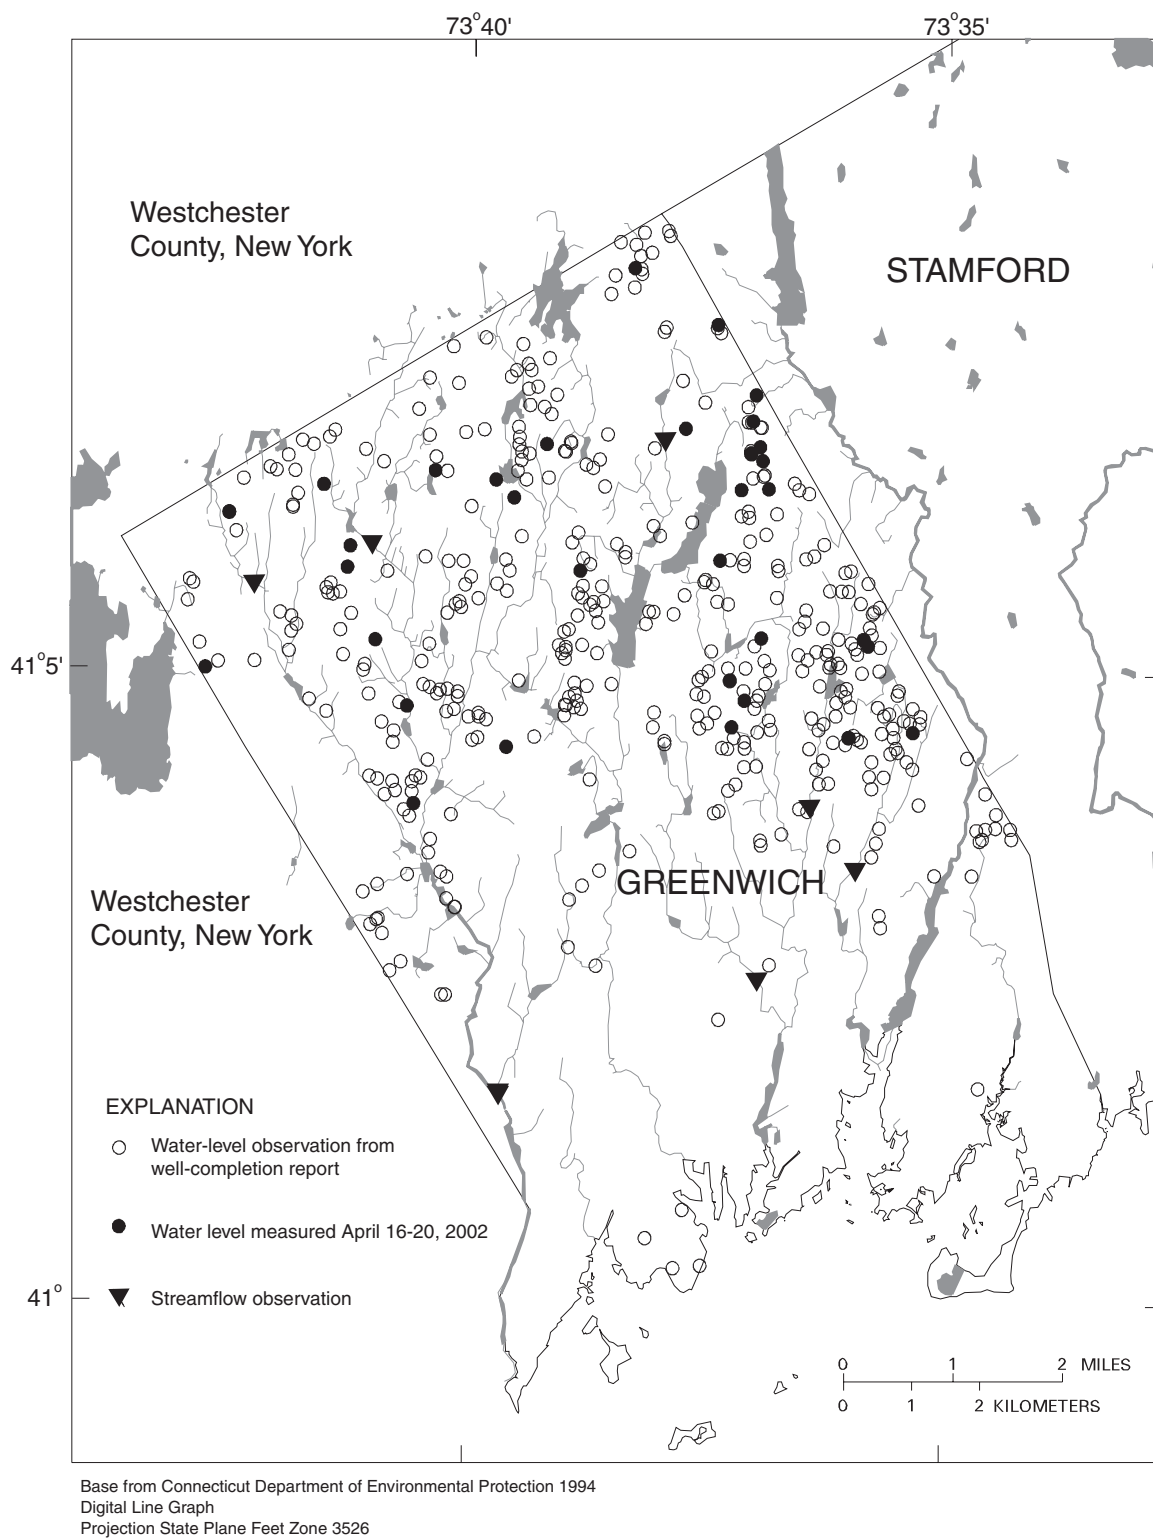 73°40'
73°35'
Westchester
County, New York
STAMFORD
41°5'
GREENWICH
Westchester
County, New York
EXPLANATION
Water-level observation from
well-completion report
Water level measured April 16-20, 2002
Streamflow observation
41°
0 1 2 MILES
0 1 2 KILOMETERS
Base from Connecticut Department of Environmental Protection 1994
Digital Line Graph
Projection State Plane Feet Zone 3526